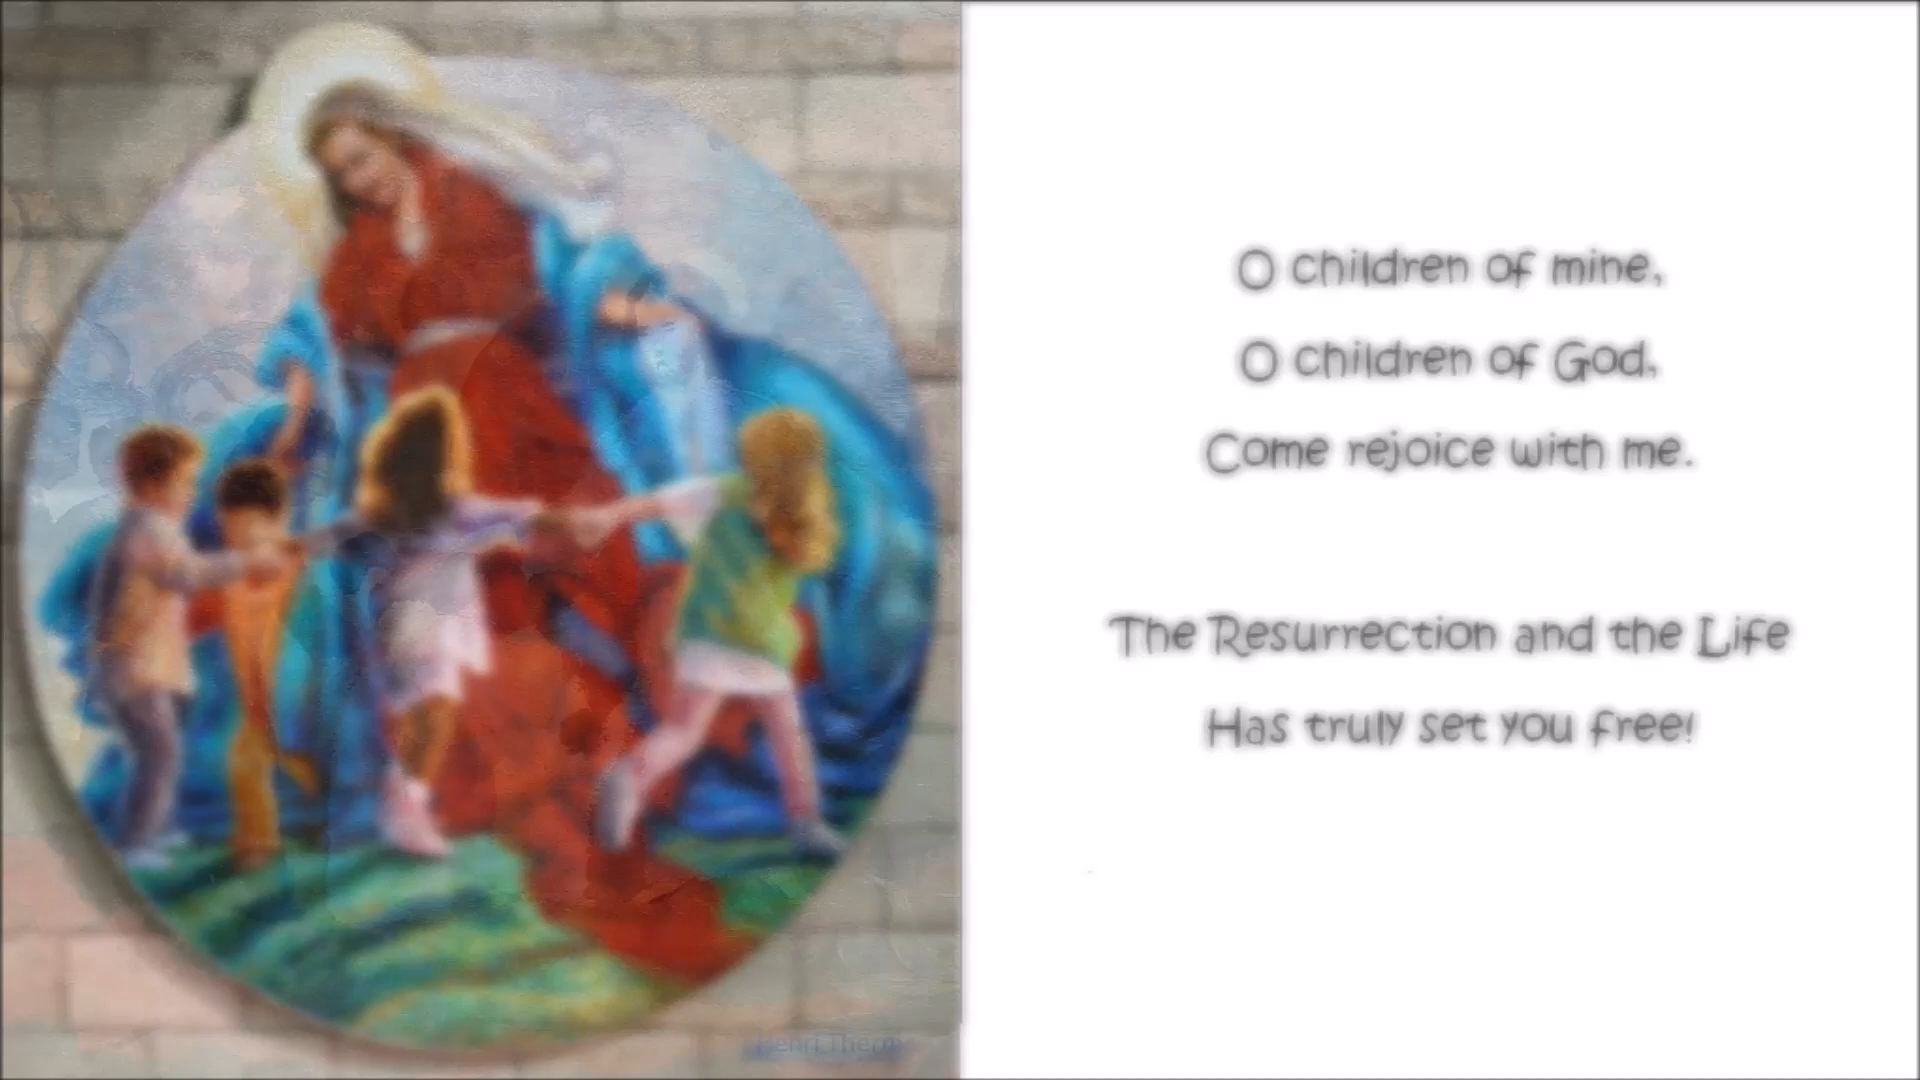 O children of mine,
O children of God,
Come rejoice with me.
The Resurrection and the Life
Has truly set you free!